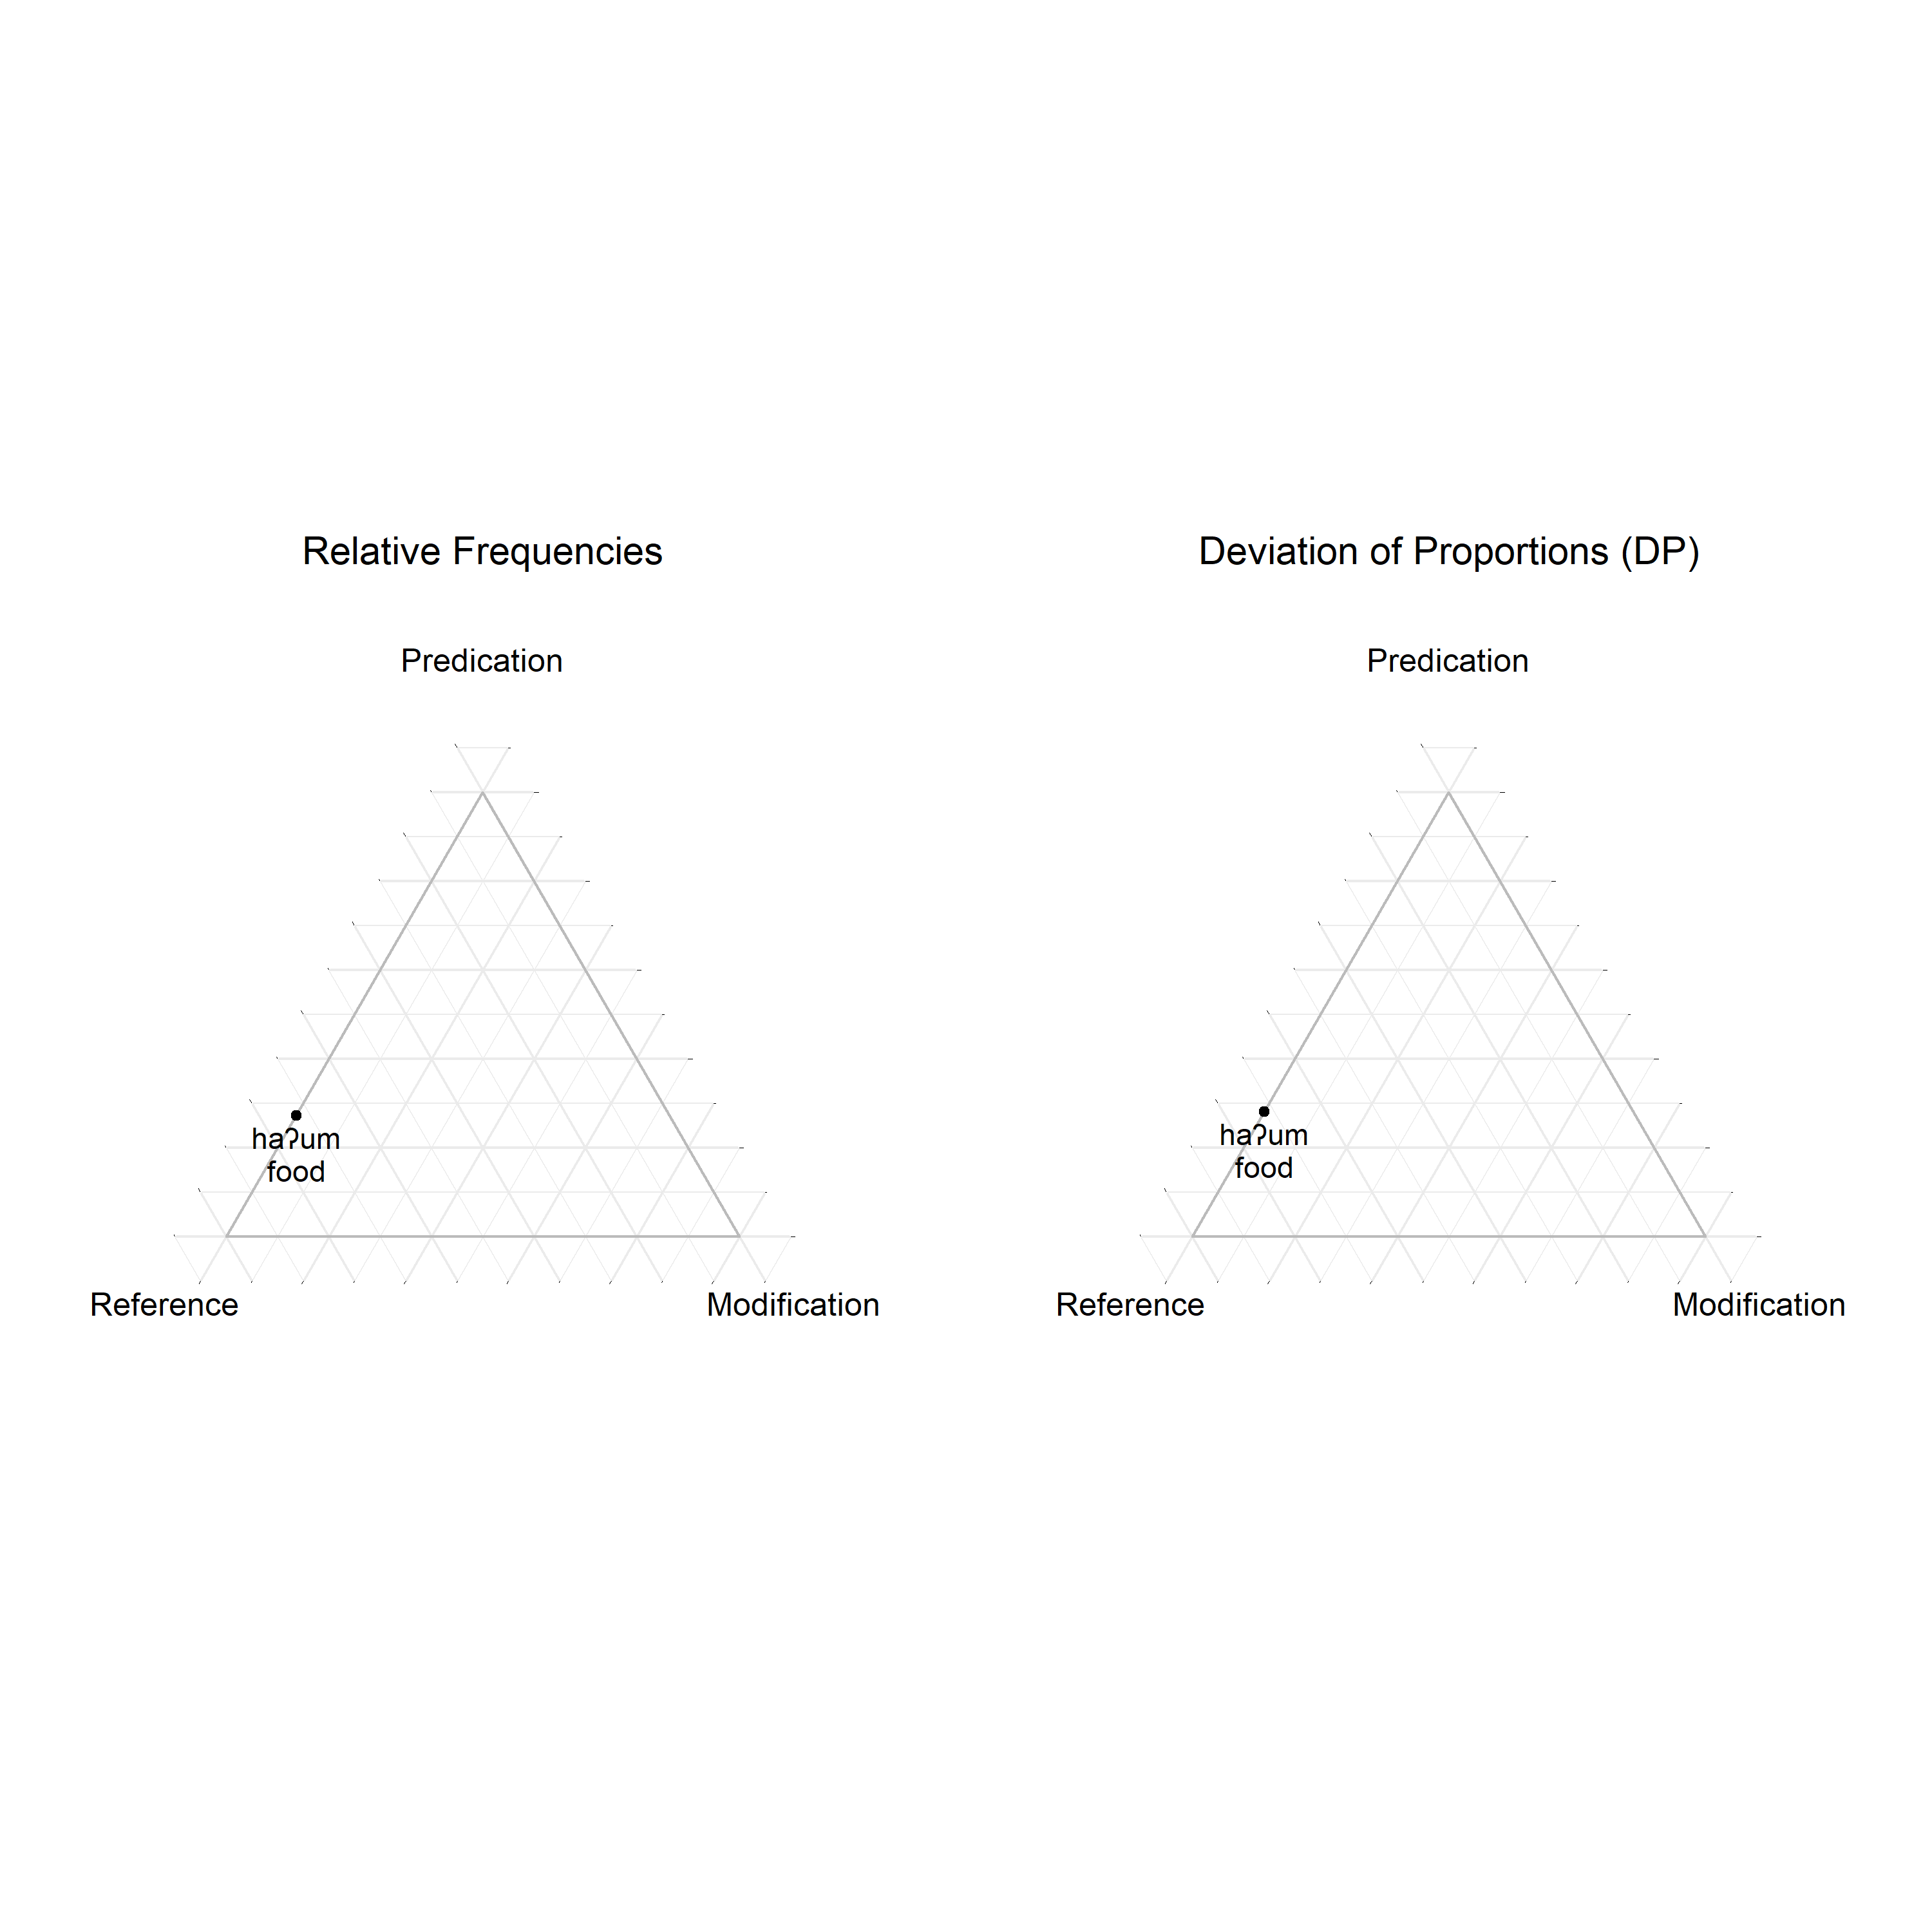 Relative Frequencies
Predication
haʔum
food
Reference
Modification
Deviation of Proportions (DP)
Predication
haʔum
food
Reference
Modification